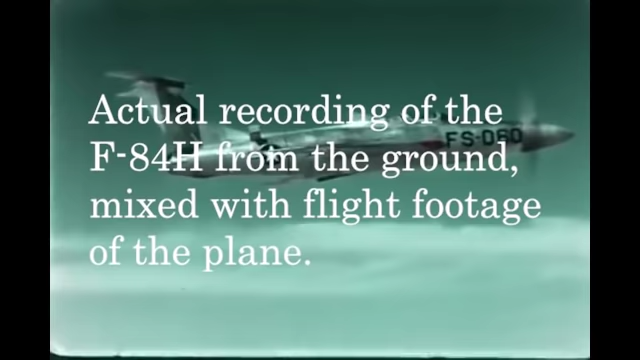 Actual recording of the
FS-060
F-84H from the ground,
mixed with flight footage
of the plane.